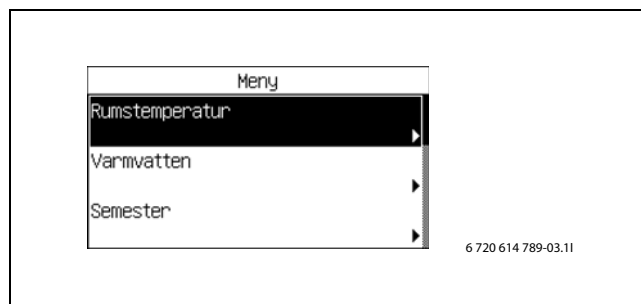 Meny
Rumstemperatur
Varmvatten
Semester
6 720 614 789-03.1I